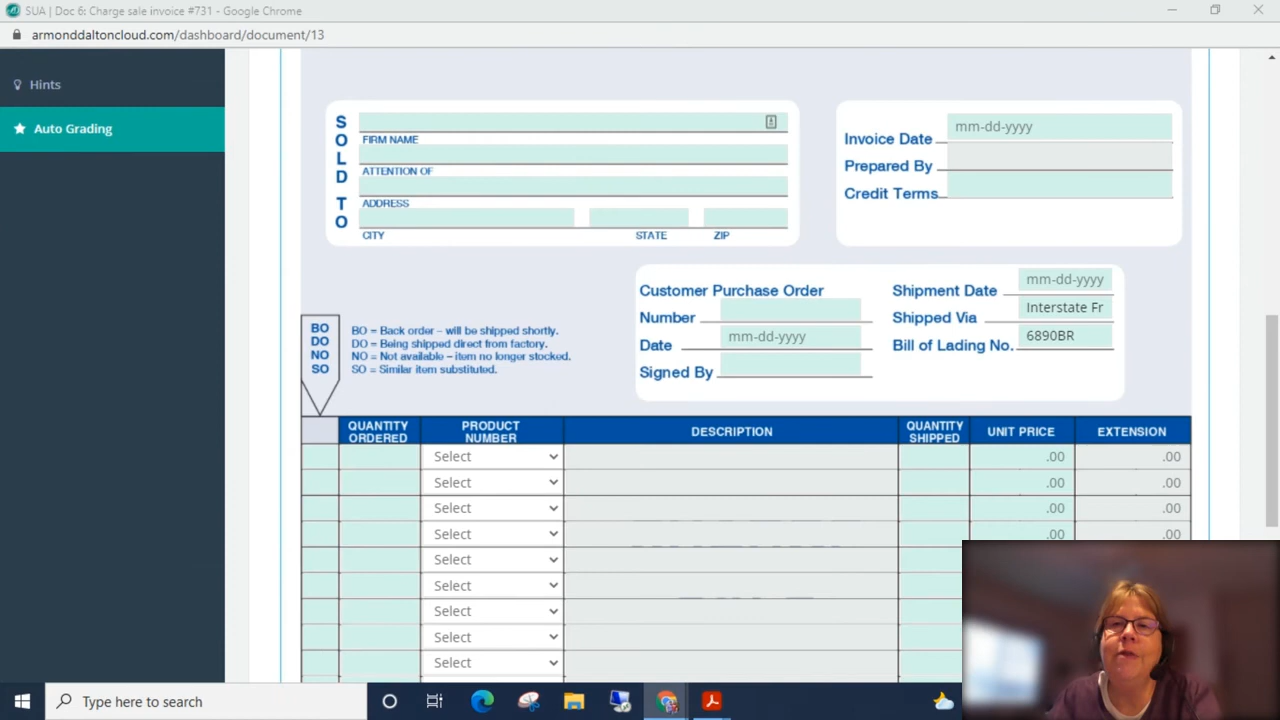 SUA | Doc 6: Charge sale invoice #731 - Google Chrome
armonddaltoncloud.com/dashboard/document/13
Hints
Auto Grading
SOLD TO
FIRM NAME
ATTENTION OF
ADDRESS
CITY STATE ZIP
Invoice Date mm-dd-yyyy
Prepared By
Credit Terms
Customer Purchase Order
Number
Date mm-dd-yyyy
Signed By
Shipment Date mm-dd-yyyy
Shipped Via Interstate Fr
Bill of Lading No. 6890BR
BO
DO
NO
SO
BO = Back order – will be shipped shortly.
DO = Being shipped direct from factory.
NO = Not available – item no longer stocked.
SO = Similar item substituted.
QUANTITY ORDERED PRODUCT NUMBER DESCRIPTION QUANTITY SHIPPED UNIT PRICE EXTENSION
Select .00 .00
Select .00 .00
Select .00 .00
Select .00 .00
Select
Select
Select
Select
Select
Type here to search